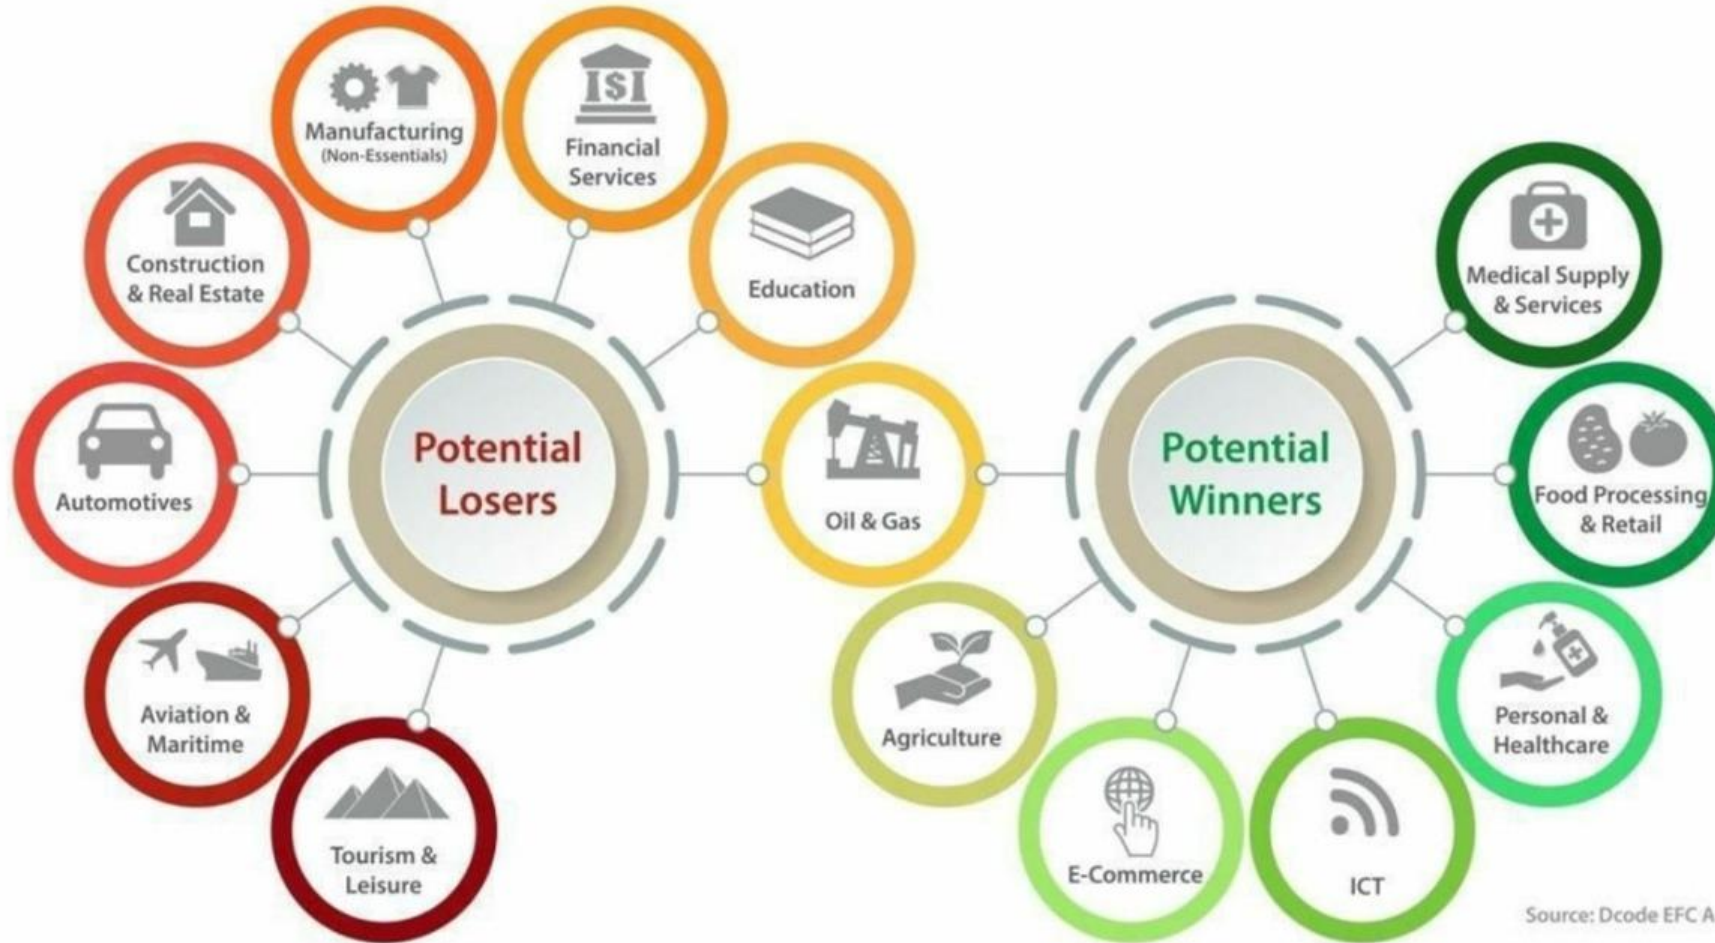 Manufacturing
(Non-Essentials)
Financial
Services
Construction
& Real Estate
Education
Automotives
Potential
Losers
Oil & Gas
Aviation &
Maritime
Tourism &
Leisure
Potential
Winners
Medical Supply
& Services
Food Processing
& Retail
Personal &
Healthcare
Agriculture
E-Commerce
ICT
Source: Dcode EFC A